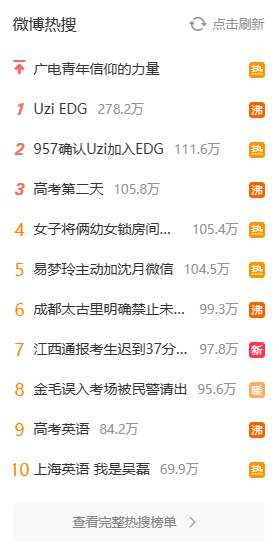 微博热搜 点击刷新
广电青年信仰的力量 热
1 Uzi EDG 278.2万 沸
2 957确认Uzi加入EDG 111.6万 热
3 高考第二天 105.8万 沸
4 女子将俩幼女锁房间... 105.4万 热
5 易梦玲主动加沈月微信 104.5万 热
6 成都太古里明确禁止未... 99.3万 沸
7 江西通报考生迟到37分... 97.8万 新
8 金毛误入考场被民警请出 95.6万 暖
9 高考英语 84.2万 沸
10 上海英语 我是吴磊 69.9万 热
查看完整热搜榜单 >